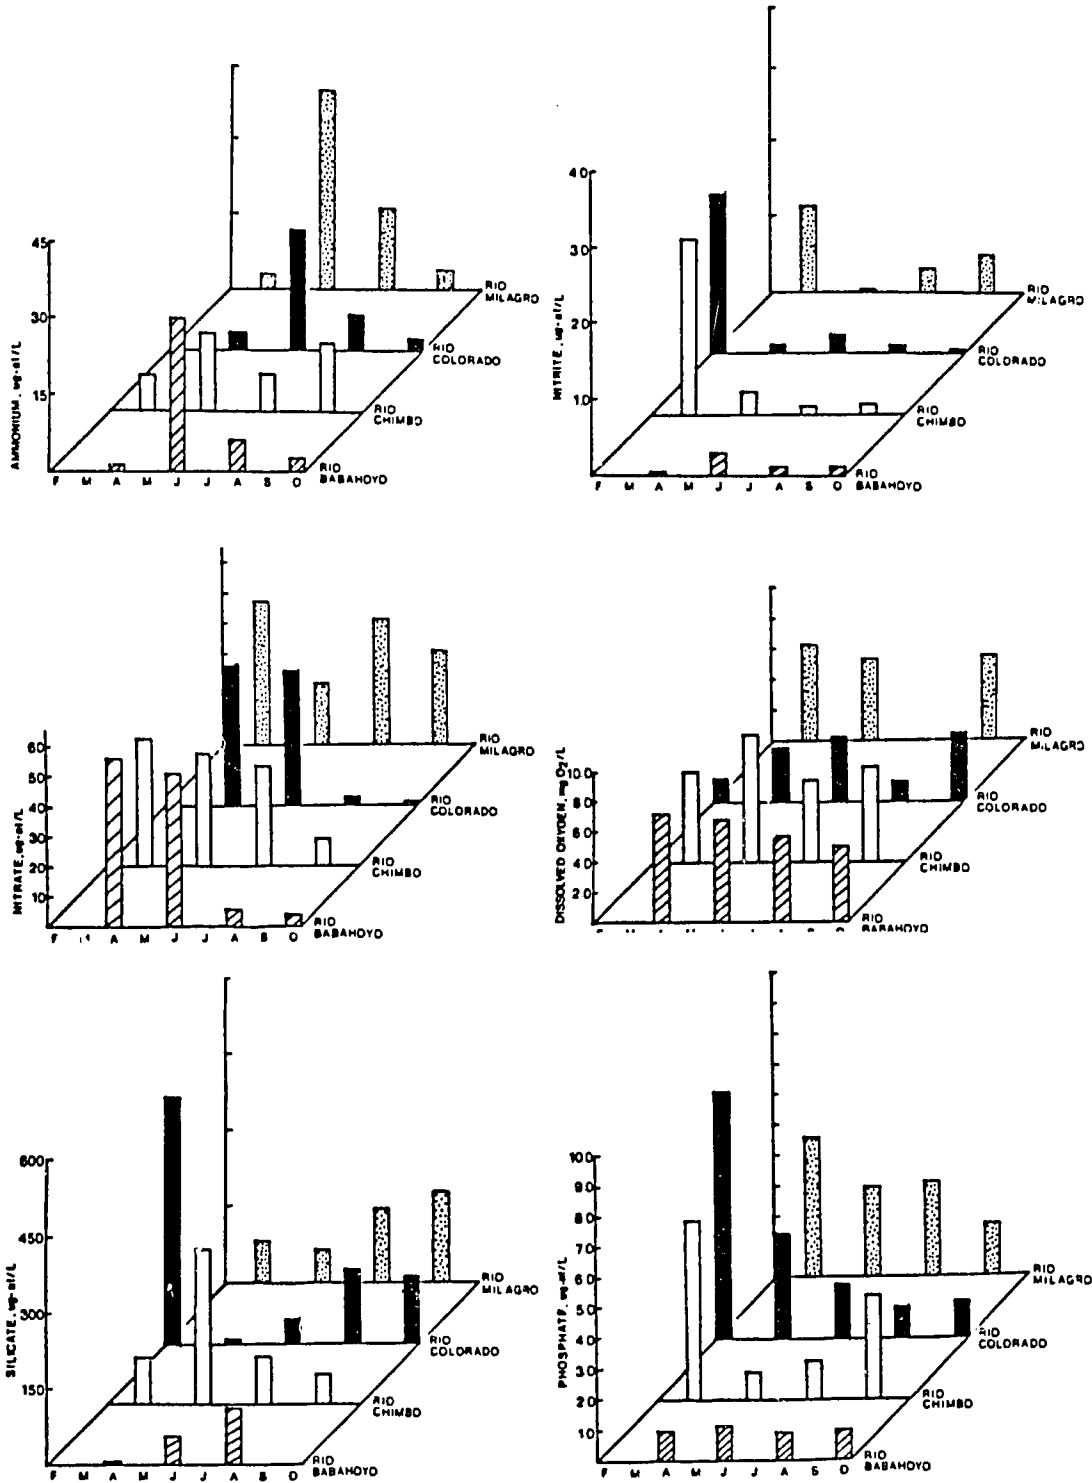 AMMONIUM, ug-at/L
45
30
15
F M A M J J A S O
RIO
MILAGRO
RIO
COLORADO
RIO
CHIMBO
RIO
BABAHOYO
NITRITE, ug-at/L
4.0
3.0
2.0
1.0
F M A M J J A S O
RIO
MILAGRO
RIO
COLORADO
RIO
CHIMBO
RIO
BABAHOYO
NITRATE, ug-at/L
60
50
40
30
20
10
F A M J J A S O
RIO
MILAGRO
RIO
COLORADO
RIO
CHIMBO
RIO
BABAHOYO
DISSOLVED OXYGEN, mg O2/L
10.0
8.0
6.0
4.0
2.0
RIO
MILAGRO
RIO
COLORADO
RIO
CHIMBO
RIO
BABAHOYO
SILICATE, ug-at/L
600
450
300
150
F M A M J J A S O
RIO
MILAGRO
RIO
COLORADO
RIO
CHIMBO
RIO
BABAHOYO
PHOSPHATE, ug-at/L
10.0
9.0
8.0
7.0
6.0
5.0
4.0
3.0
2.0
1.0
F M A M J J A S O
RIO
MILAGRO
RIO
COLORADO
RIO
CHIMBO
RIO
BABAHOYO